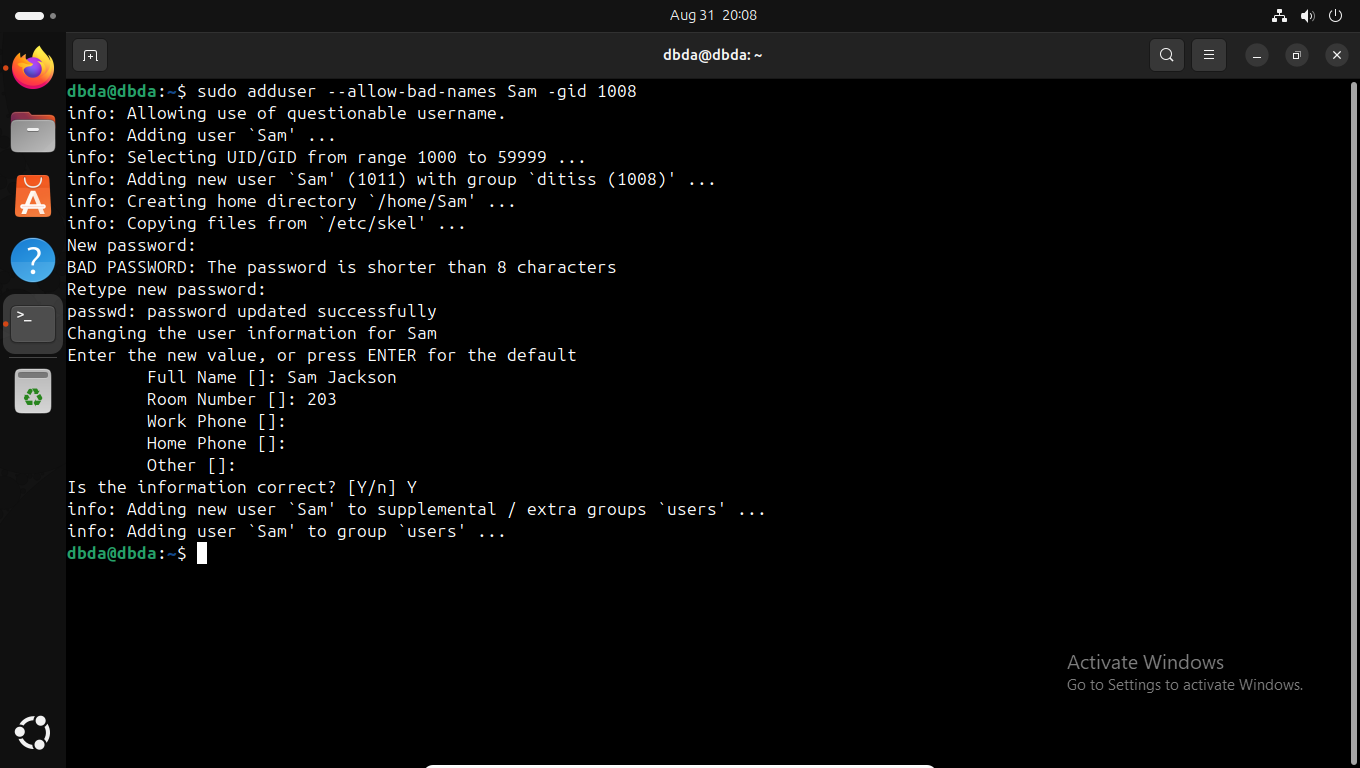 Aug 31 20:08
dbda@dbda: ~
dbda@dbda:~$ sudo adduser --allow-bad-names Sam -gid 1008
info: Allowing use of questionable username.
info: Adding user `Sam' ...
info: Selecting UID/GID from range 1000 to 59999 ...
info: Adding new user `Sam' (1011) with group `ditiss (1008)' ...
info: Creating home directory `/home/Sam' ...
info: Copying files from `/etc/skel' ...
New password:
BAD PASSWORD: The password is shorter than 8 characters
Retype new password:
passwd: password updated successfully
Changing the user information for Sam
Enter the new value, or press ENTER for the default
        Full Name []: Sam Jackson
        Room Number []: 203
        Work Phone []:
        Home Phone []:
        Other []:
Is the information correct? [Y/n] Y
info: Adding new user `Sam' to supplemental / extra groups `users' ...
info: Adding user `Sam' to group `users' ...
dbda@dbda:~$
Activate Windows
Go to Settings to activate Windows.